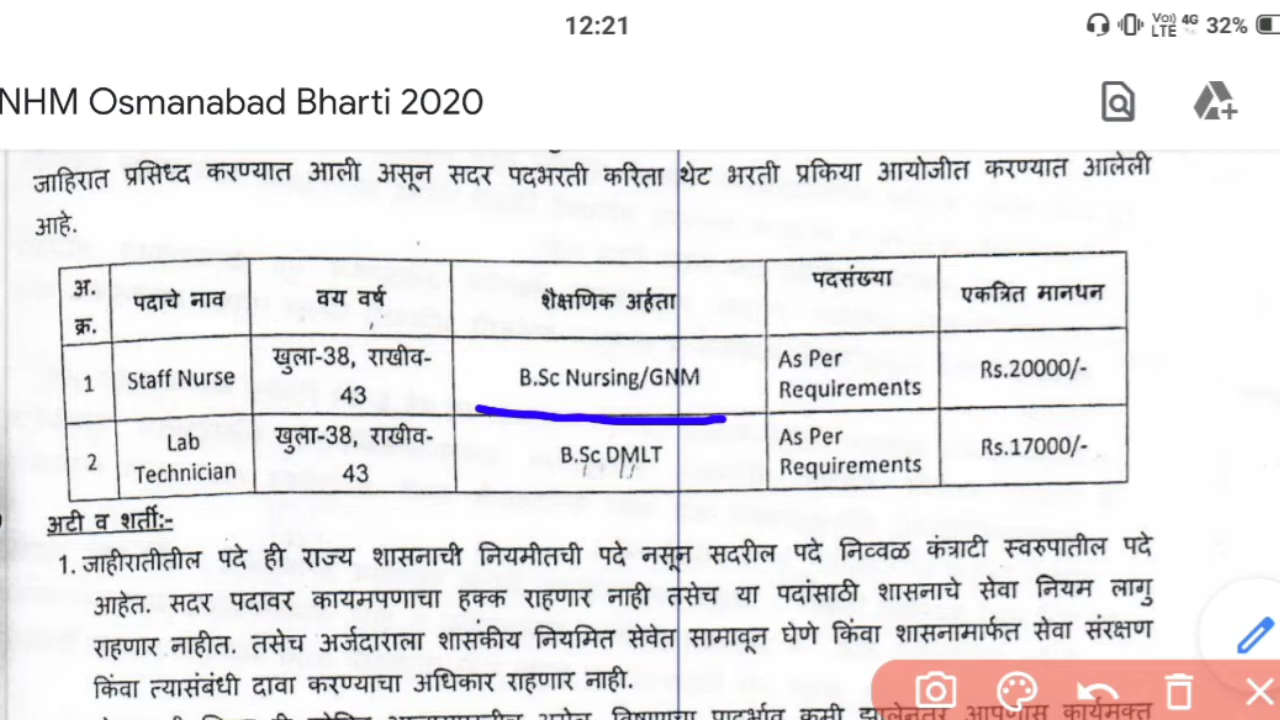 12:21
Vo) LTE 4G 32%
NHM Osmanabad Bharti 2020
जाहिरात प्रसिध्द करण्यात आली असून सदर पदभरती करिता थेट भरती प्रकिया आयोजीत करण्यात आलेली
आहे.
अ. क्र. पदाचे नाव वय वर्ष शैक्षणिक अर्हता पदसंख्या एकत्रित मानधन
1 Staff Nurse खुला-38, राखीव-43 B.Sc Nursing/GNM As Per Requirements Rs.20000/-
2 Lab Technician खुला-38, राखीव-43 B.Sc DMLT As Per Requirements Rs.17000/-
अटी व शर्ती:-
1. जाहीरातीतील पदे ही राज्य शासनाची नियमीतची पदे नसून सदरील पदे निव्वळ कंत्राटी स्वरुपातील पदे
आहेत. सदर पदावर कायमपणाचा हक्क राहणार नाही तसेच या पदांसाठी शासनाचे सेवा नियम लागु
राहणार नाहीत. तसेच अर्जदाराला शासकीय नियमित सेवेत सामावून घेणे किंवा शासनामार्फत सेवा संरक्षण
किंवा त्यासंबंधी दावा करण्याचा अधिकार राहणार नाही.